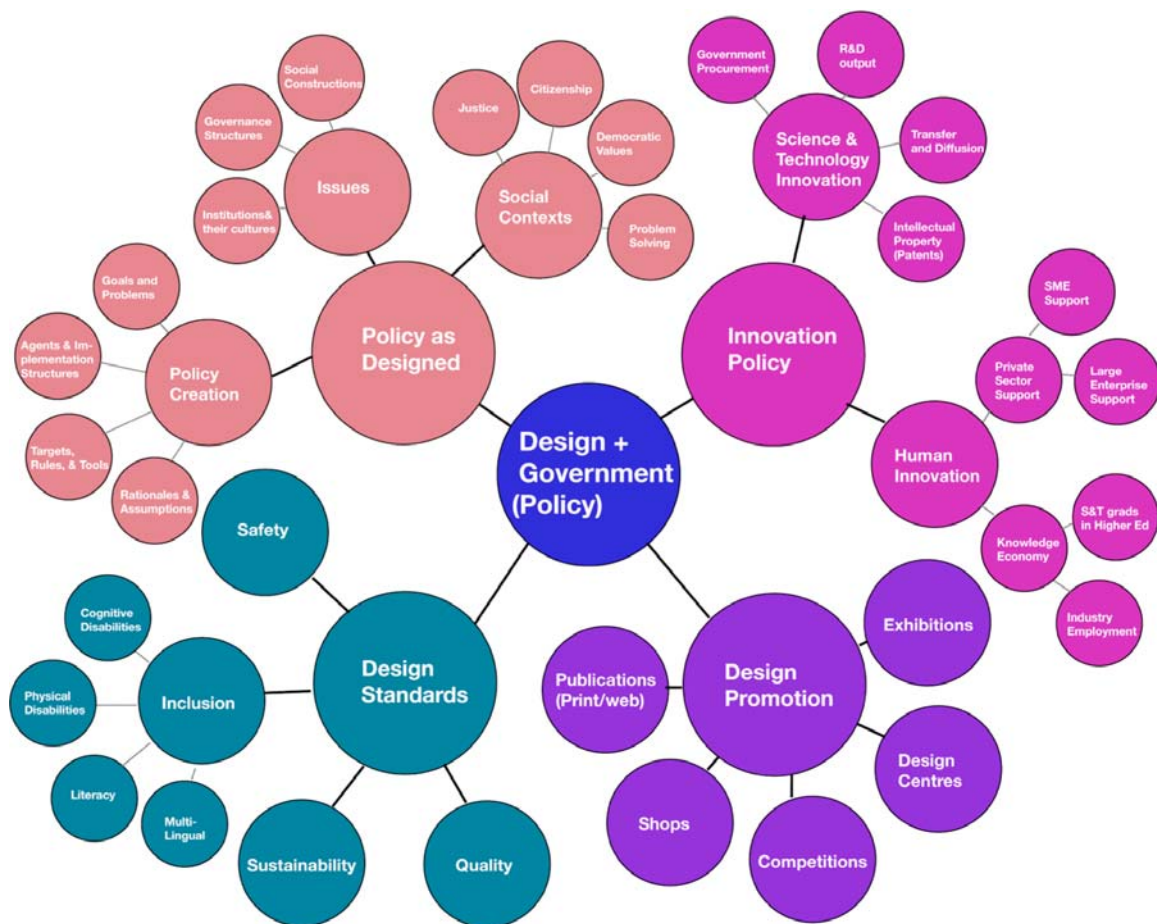 Social
Constructions
Governance
Structures
Institutions&
their cultures
Issues
Justice
Citizenship
Democratic
Values
Problem
Solving
Social
Contexts
Goals and
Problems
Agents & Im-
plementation
Structures
Targets,
Rules, & Tools
Rationales &
Assumptions
Policy
Creation
Policy as
Designed
Government
Procurement
R&D
output
Transfer
and Diffusion
Intellectual
Property
(Patents)
Science &
Technology
Innovation
Innovation
Policy
SME
Support
Large
Enterprise
Support
Private
Sector
Support
Human
Innovation
Knowledge
Economy
S&T grads
in Higher Ed
Industry
Employment
Design +
Government
(Policy)
Safety
Cognitive
Disabilities
Physical
Disabilities
Literacy
Multi-
Lingual
Inclusion
Design
Standards
Sustainability
Quality
Exhibitions
Publications
(Print/web)
Design
Promotion
Design
Centres
Shops
Competitions